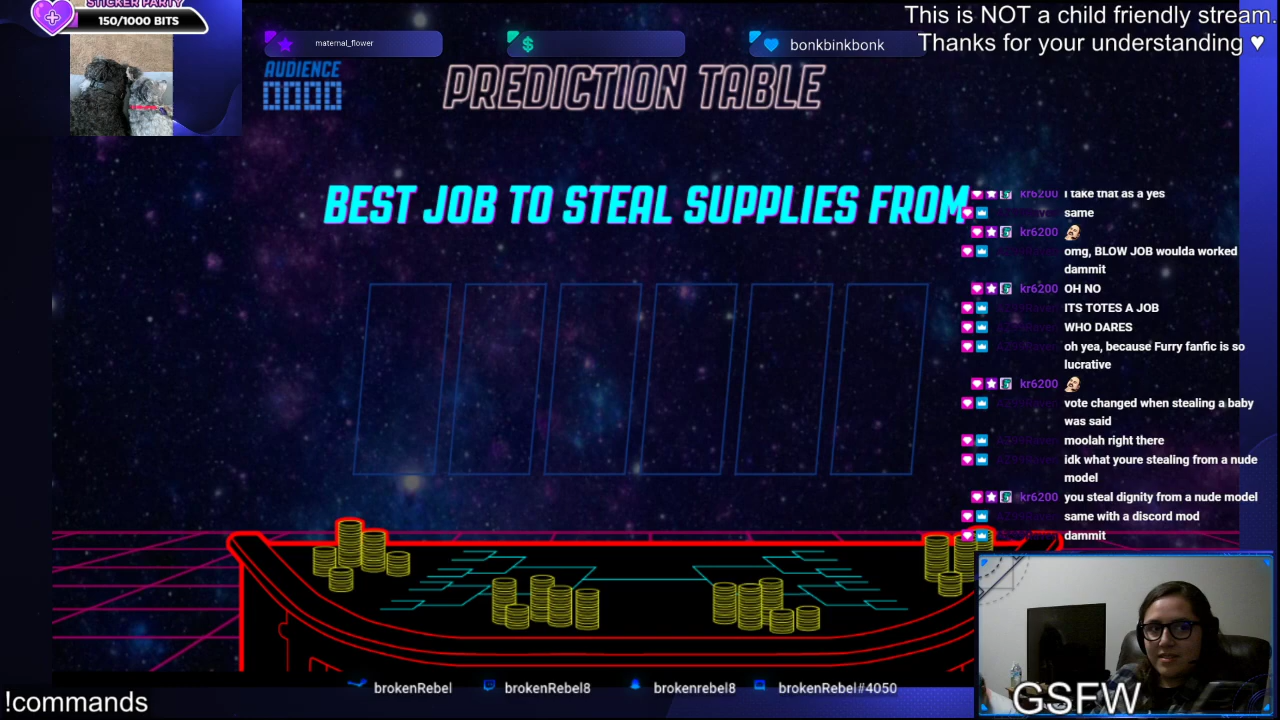 STICKER PARTY
150/1000 BITS
This is NOT a child friendly stream.
Thanks for your understanding ♥
maternal_flower
$
bonkbinkbonk
AUDIENCE
PREDICTION TABLE
BEST JOB TO STEAL SUPPLIES FROM
kr6200 I take that as a yes
same
kr6200
omg, BLOW JOB woulda worked
dammit
kr6200 OH NO
ITS TOTES A JOB
WHO DARES
oh yea, because Furry fanfic is so
lucrative
kr6200
vote changed when stealing a baby
was said
moolah right there
idk what youre stealing from a nude
model
kr6200 you steal dignity from a nude model
same with a discord mod
dammit
brokenRebel
brokenRebel8
brokenrebel8
brokenRebel#4050
!commands
GSFW